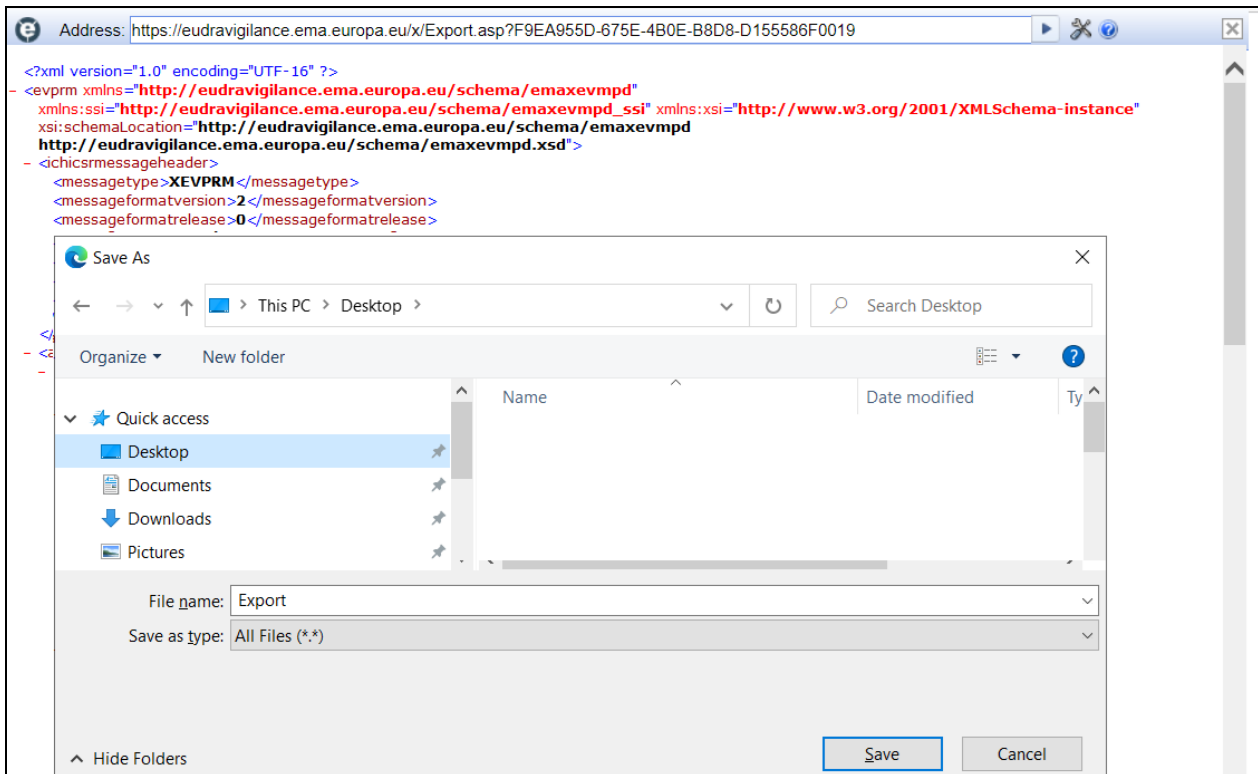 Address: https://eudravigilance.ema.europa.eu/x/Export.asp?F9EA955D-675E-4B0E-B8D8-D155586F0019
<?xml version="1.0" encoding="UTF-16" ?>
- <evprm xmlns="http://eudravigilance.ema.europa.eu/schema/emaxevmpd"
xmlns:ssi="http://eudravigilance.ema.europa.eu/schema/emaxevmpd_ssi" xmlns:xsi="http://www.w3.org/2001/XMLSchema-instance"
xsi:schemaLocation="http://eudravigilance.ema.europa.eu/schema/emaxevmpd
http://eudravigilance.ema.europa.eu/schema/emaxevmpd.xsd">
- <ichicsrmessageheader>
<messagetype>XEVPRM</messagetype>
<messageformatversion>2</messageformatversion>
<messageformatrelease>0</messageformatrelease>
Save As
This PC > Desktop >
Search Desktop
Organize
New folder
Name
Date modified
Ty
Quick access
Desktop
Documents
Downloads
Pictures
File name: Export
Save as type: All Files (*.*)
Hide Folders
Save
Cancel